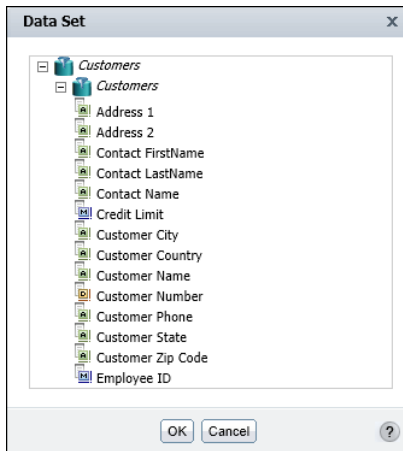 Data Set
x
Customers
Customers
A Address 1
A Address 2
A Contact FirstName
A Contact LastName
A Contact Name
M Credit Limit
A Customer City
A Customer Country
A Customer Name
D Customer Number
A Customer Phone
A Customer State
A Customer Zip Code
M Employee ID
OK Cancel ?